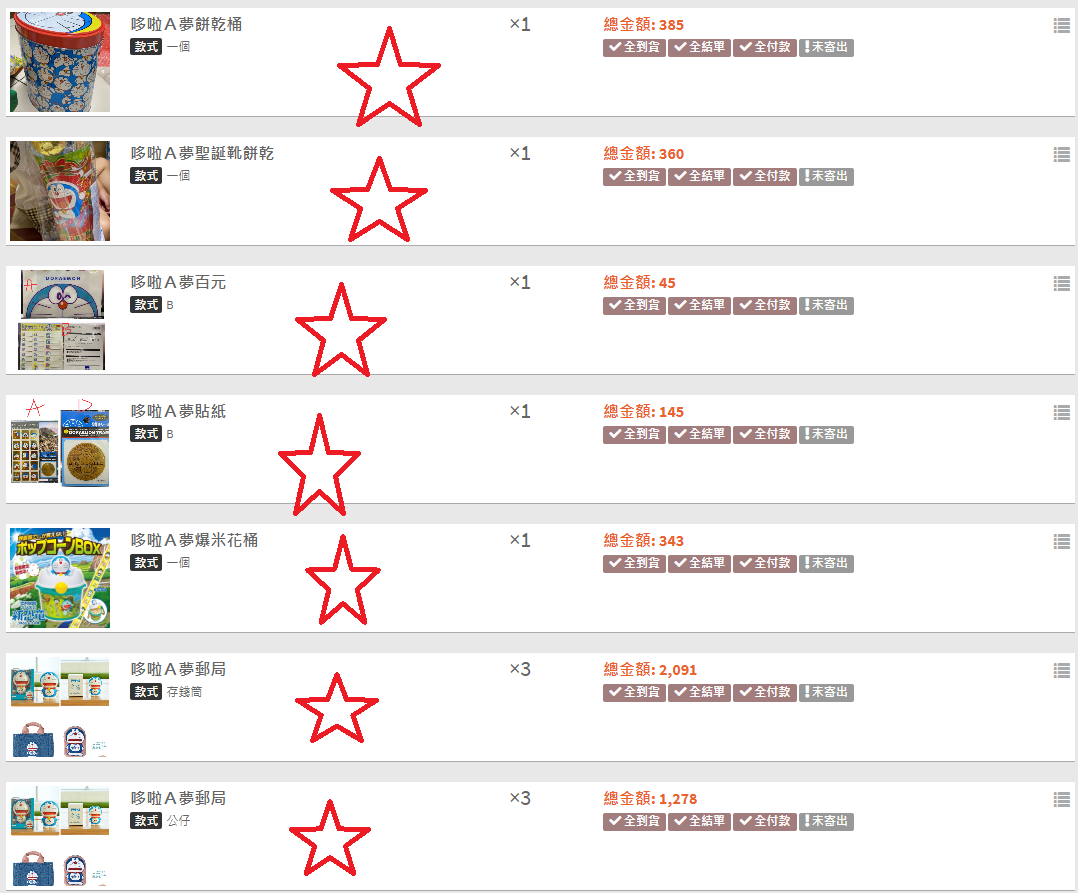 哆啦A夢餅乾桶
×1
總金額: 385
款式 一個
全到貨 全結單 全付款 未寄出
哆啦A夢聖誕靴餅乾
×1
總金額: 360
款式 一個
全到貨 全結單 全付款 未寄出
DORAEMON
A
哆啦A夢百元
×1
總金額: 45
款式 B
全到貨 全結單 全付款 未寄出
A
哆啦A夢貼紙
×1
總金額: 145
款式 B
全到貨 全結單 全付款 未寄出
ポップコーンBOX
哆啦A夢爆米花桶
×1
總金額: 343
款式 一個
全到貨 全結單 全付款 未寄出
哆啦A夢郵局
×3
總金額: 2,091
款式 存錢筒
全到貨 全結單 全付款 未寄出
哆啦A夢郵局
×3
總金額: 1,278
款式 公仔
全到貨 全結單 全付款 未寄出